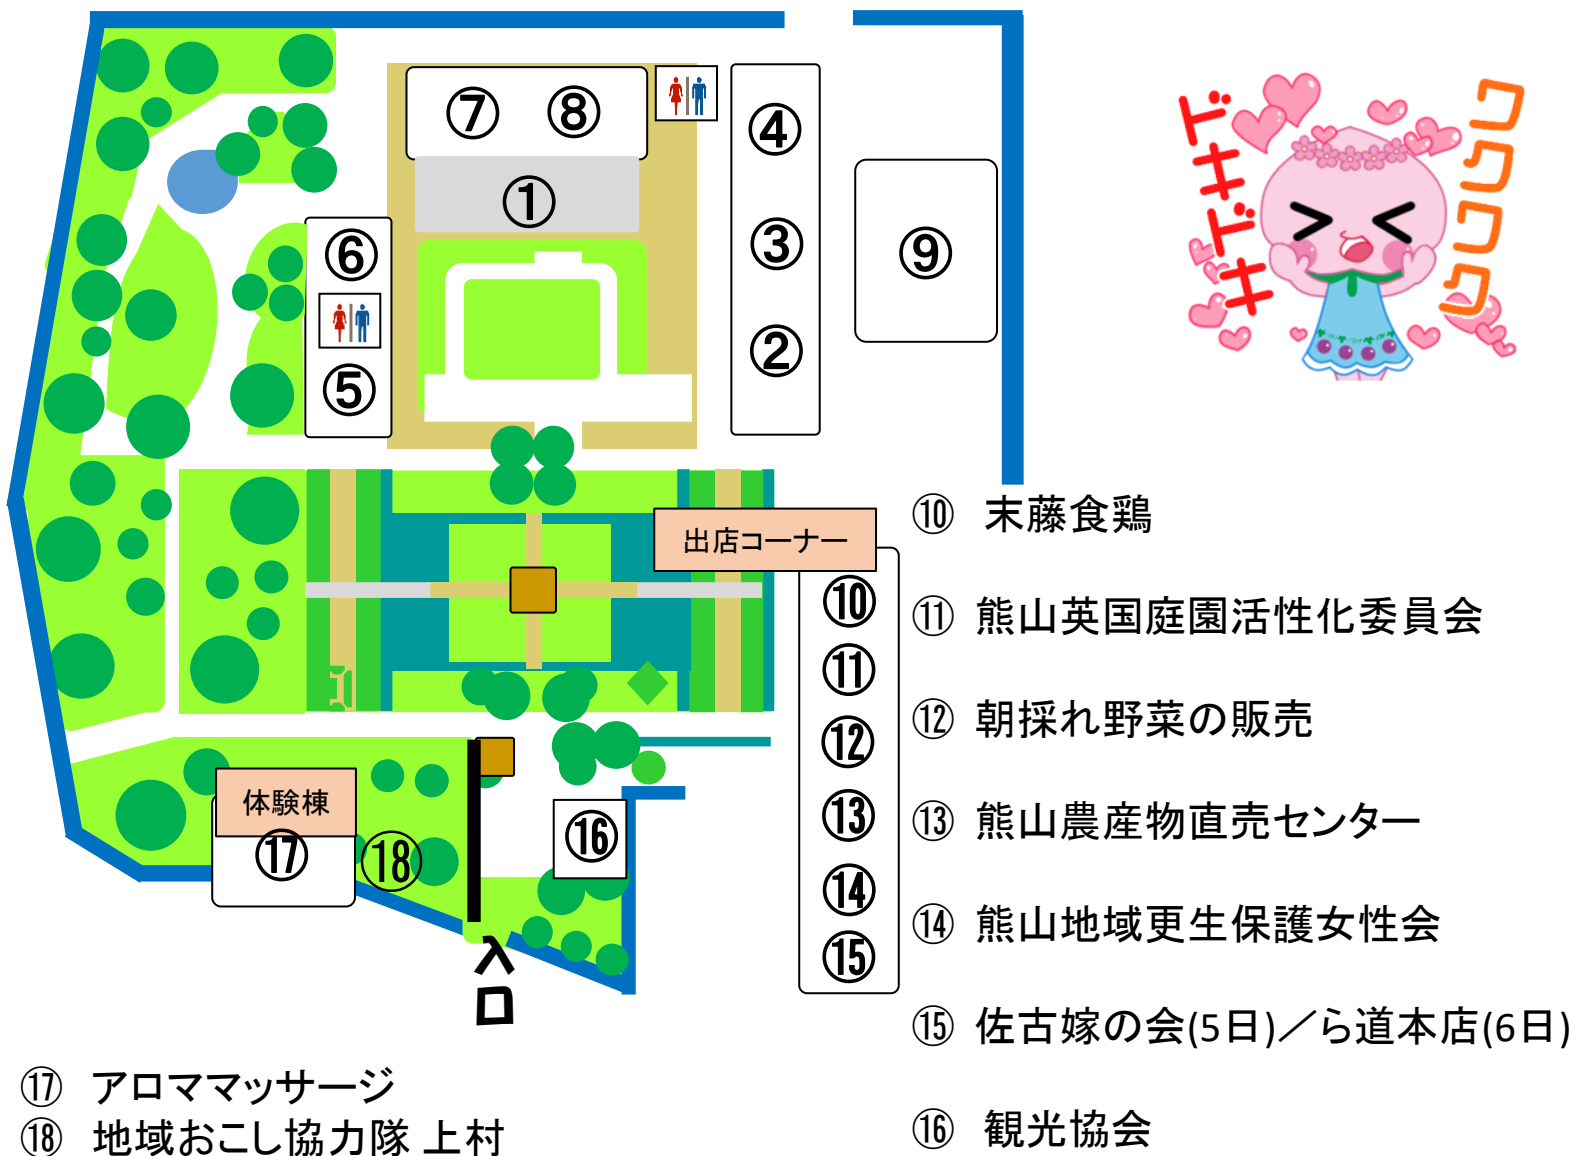 ⑦ ⑧
④
①
⑥
③
⑨
⑤
②
ドキドキ
ワクワク
出店コーナー
⑩
⑪
⑫
⑬
⑭
⑮
体験棟
⑰
⑱
⑯
入口
⑩ 末藤食鶏
⑪ 熊山英国庭園活性化委員会
⑫ 朝採れ野菜の販売
⑬ 熊山農産物直売センター
⑭ 熊山地域更生保護女性会
⑮ 佐古嫁の会(5日)／ら道本店(6日)
⑯ 観光協会
⑰ アロママッサージ
⑱ 地域おこし協力隊 上村